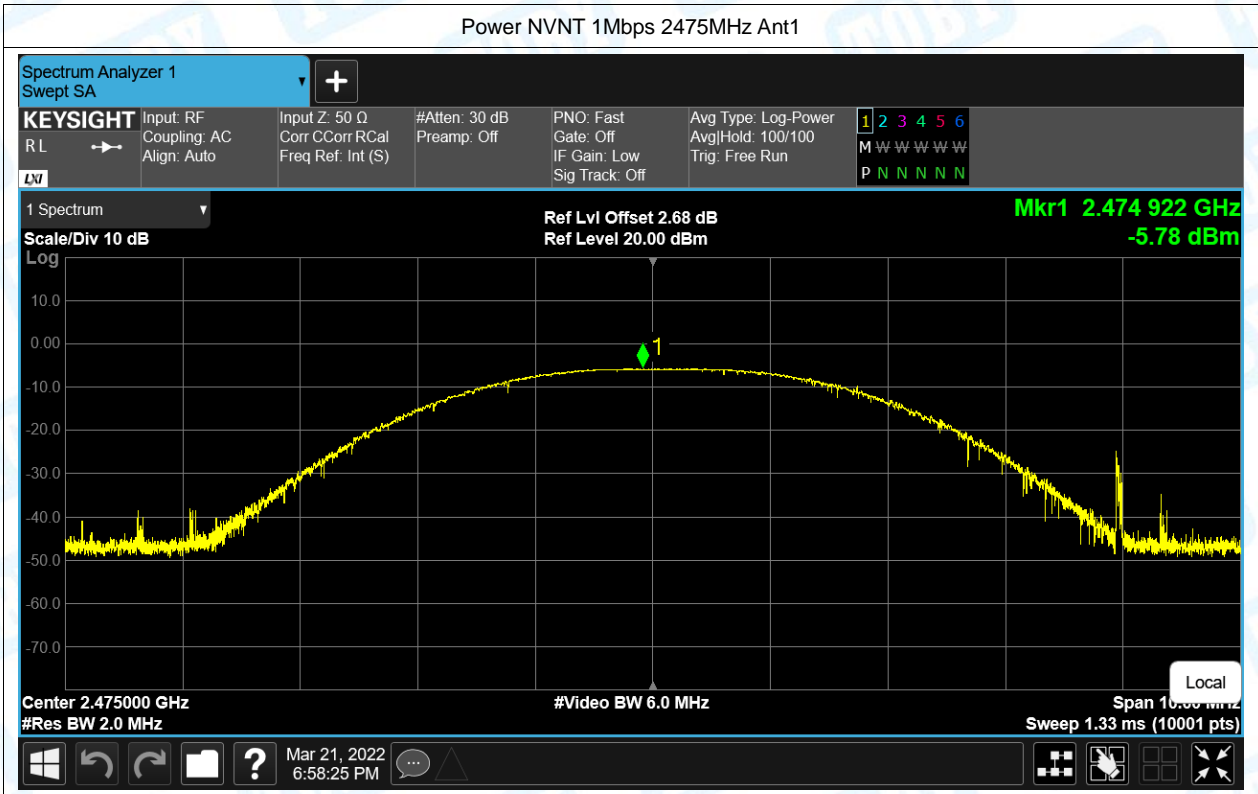 Power NVNT 1Mbps 2475MHz Ant1
Spectrum Analyzer 1
Swept SA
KEYSIGHT
RL
LXI
Input: RF
Coupling: AC
Align: Auto
Input Z: 50 Ω
Corr CCorr RCal
Freq Ref: Int (S)
#Atten: 30 dB
Preamp: Off
PNO: Fast
Gate: Off
IF Gain: Low
Sig Track: Off
Avg Type: Log-Power
Avg|Hold: 100/100
Trig: Free Run
1 2 3 4 5 6
M W W W W W
P N N N N N
1 Spectrum
Scale/Div 10 dB
Ref Lvl Offset 2.68 dB
Ref Level 20.00 dBm
Mkr1 2.474 922 GHz
-5.78 dBm
Log
10.0
0.00
-10.0
-20.0
-30.0
-40.0
-50.0
-60.0
-70.0
1
Center 2.475000 GHz
#Res BW 2.0 MHz
#Video BW 6.0 MHz
Span 10.00 MHz
Sweep 1.33 ms (10001 pts)
Local
?
Mar 21, 2022
6:58:25 PM